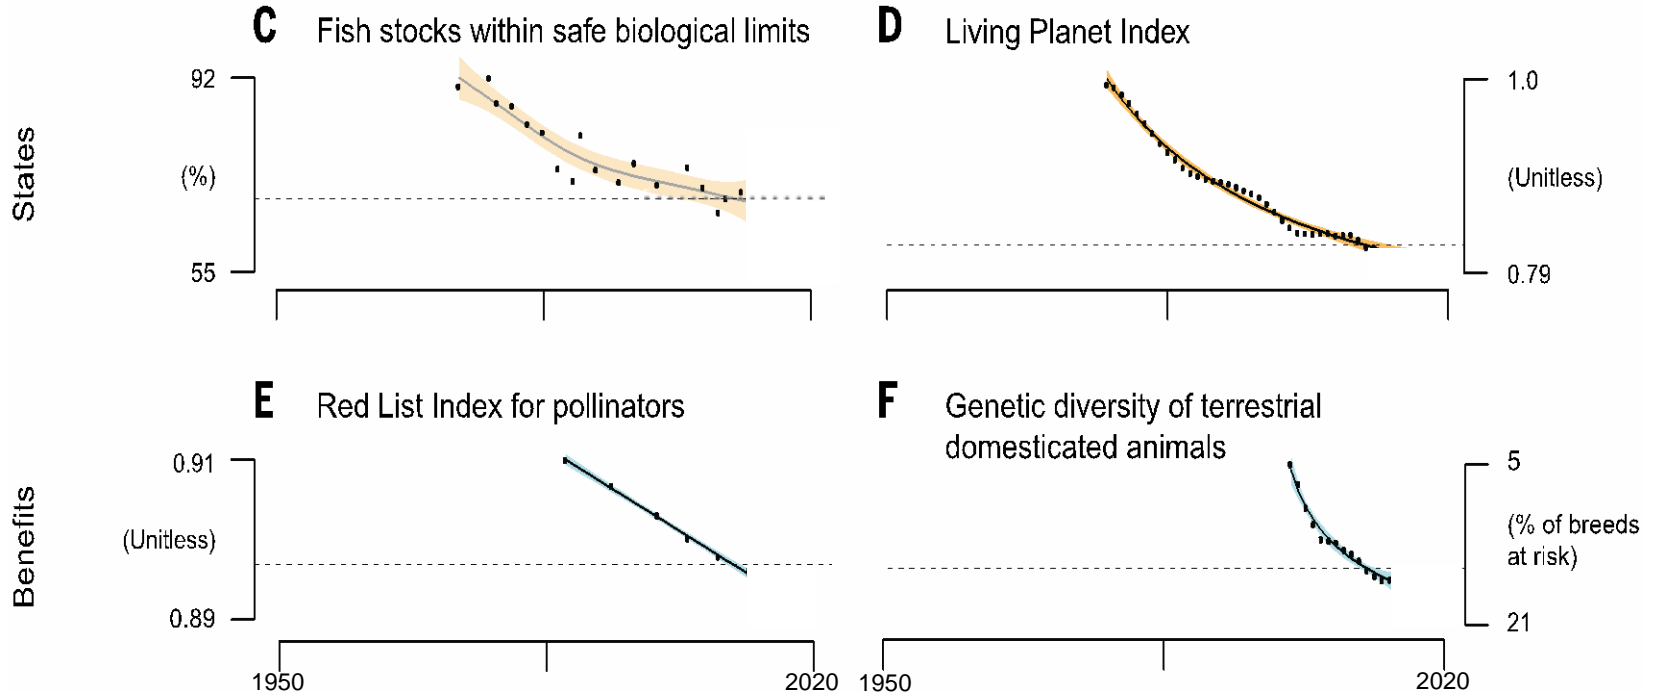 C Fish stocks within safe biological limits
92
(%)
55
States
D Living Planet Index
1.0
(Unitless)
0.79
E Red List Index for pollinators
0.91
(Unitless)
0.89
Benefits
1950 2020
F Genetic diversity of terrestrial
domesticated animals
5
(% of breeds
at risk)
21
1950 2020